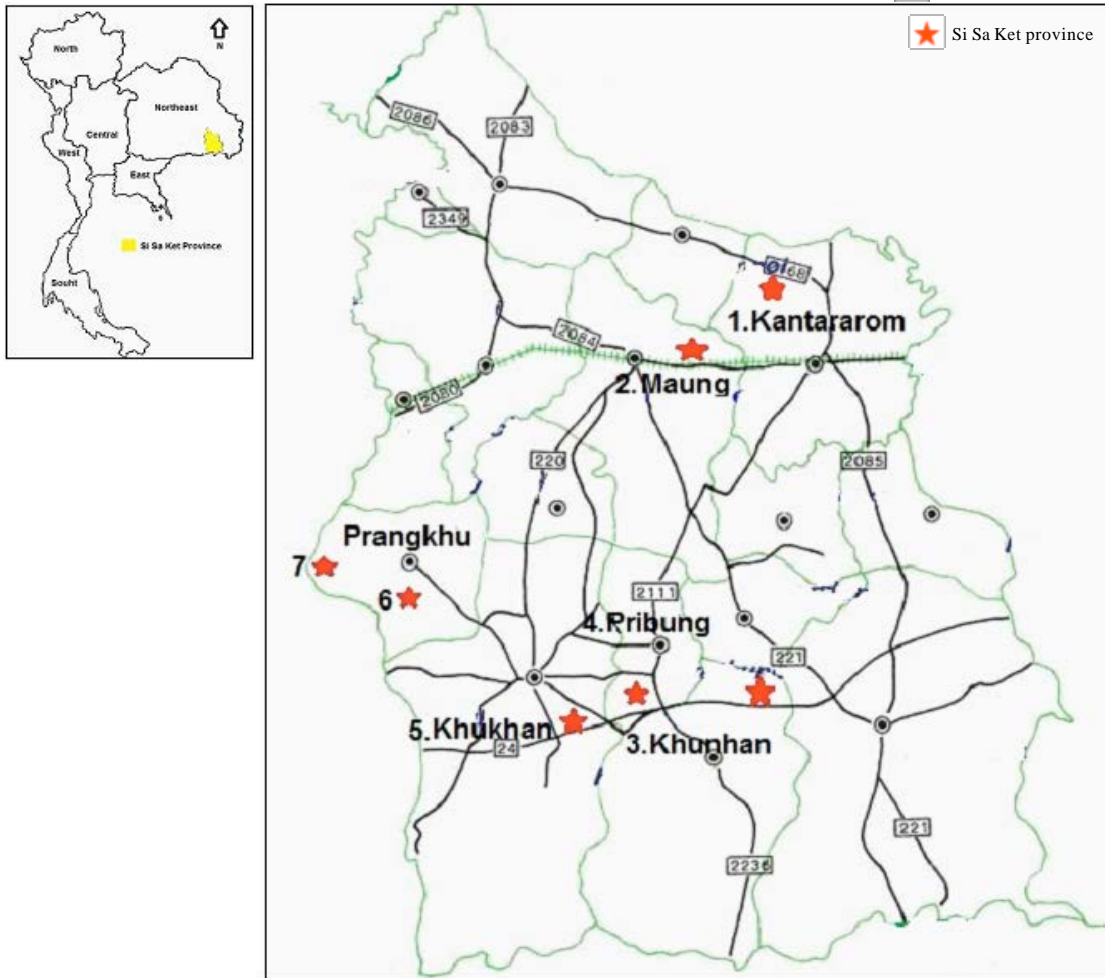 N
North
Northeast
Central
West
East
Si Sa Ket Province
Souht
Si Sa Ket province
2086
2083
2349
68
1.Kantararom
2084
2.Maung
2080
220
2085
Prangkhu
7
6
2111
4.Pribung
221
5.Khukhan
24
3.Khunhan
221
2236